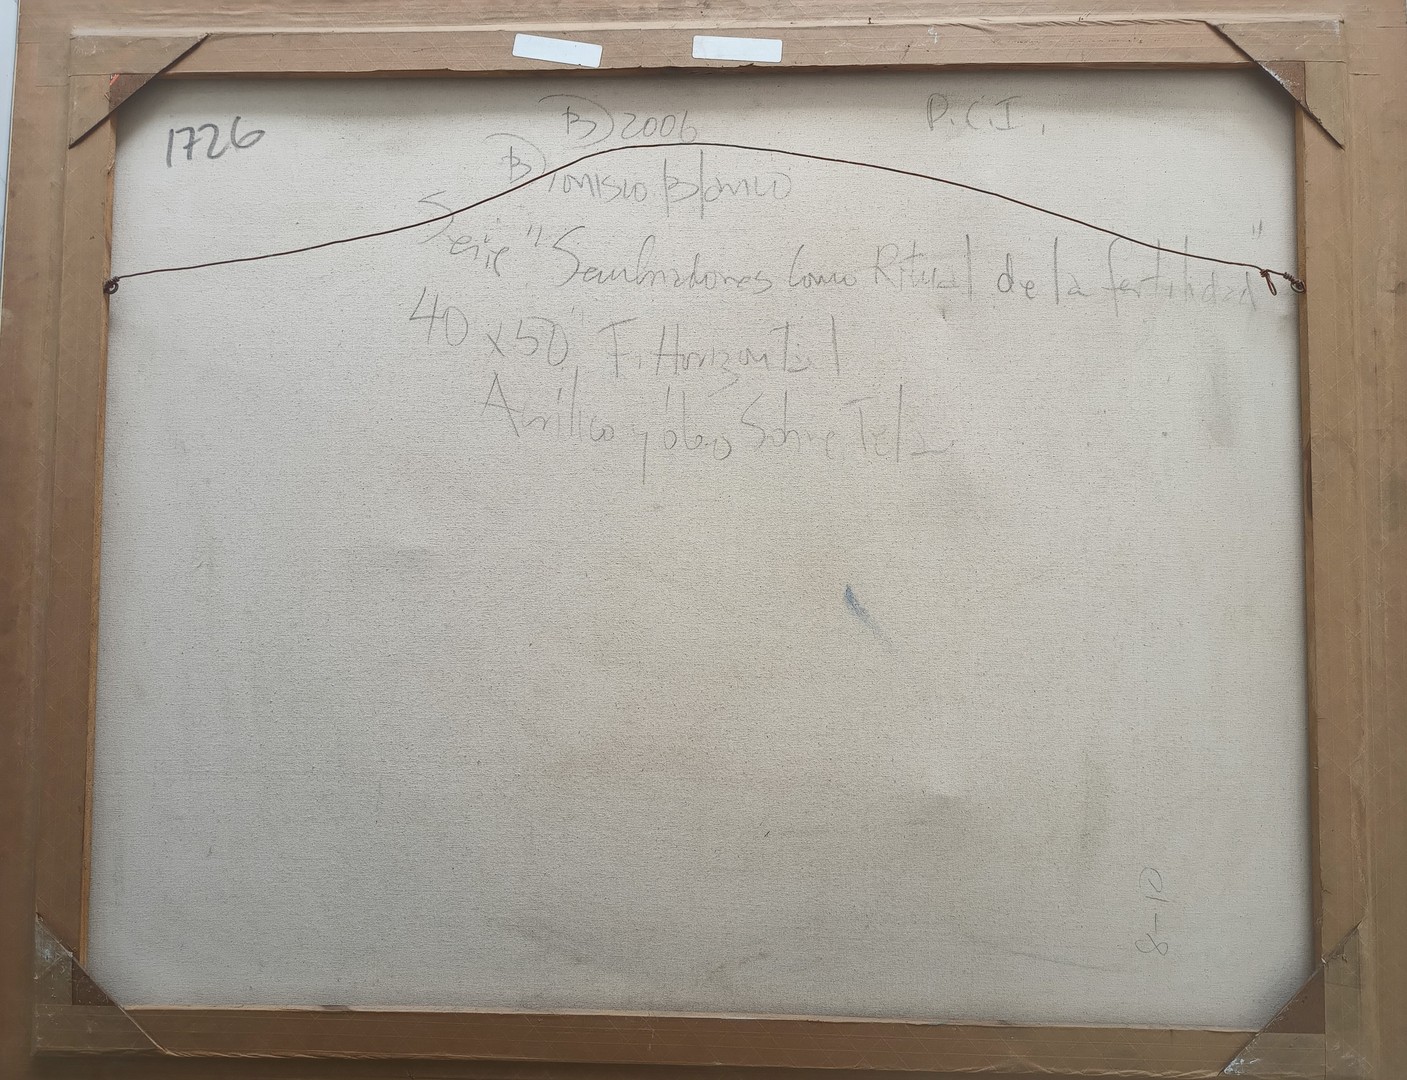 1726
B) 2006
P.C.I.
Dionisio Blanco
Serie "Sembradores como Ritual de la fertilidad"
40 x 50" F. Horizontal
Acrílico y óleo Sobre Tela
8-10